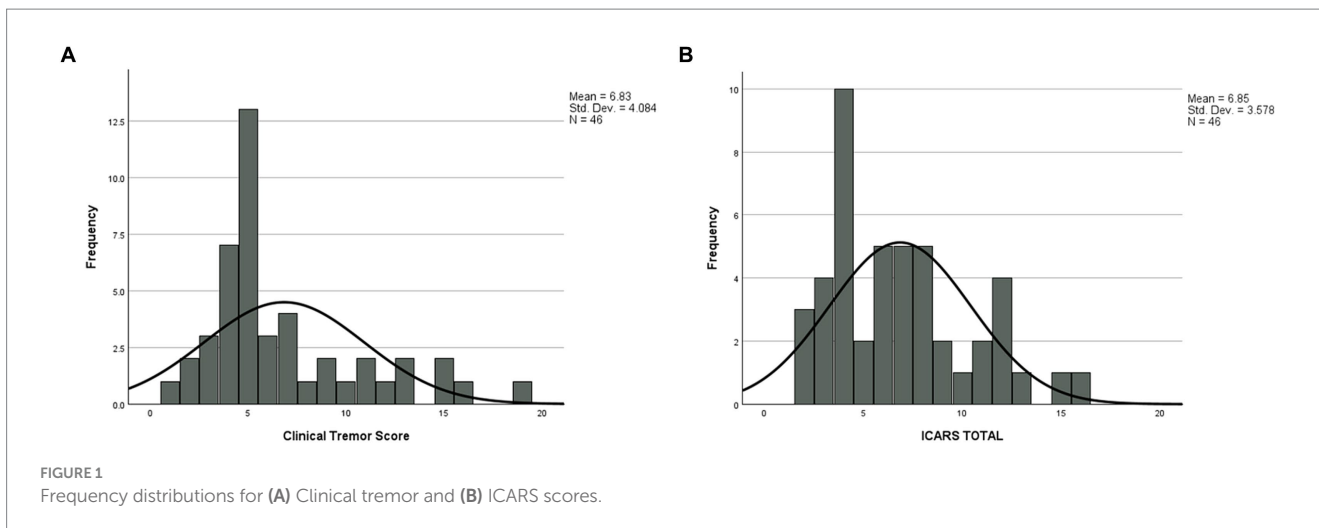 A
Mean = 6.83
Std. Dev. = 4.084
N = 46
12.5
10.0
7.5
5.0
2.5
0.0
Frequency
0 5 10 15 20
Clinical Tremor Score
B
Mean = 6.85
Std. Dev. = 3.578
N = 46
10
8
6
4
2
0
Frequency
0 5 10 15 20
ICARS TOTAL
FIGURE 1
Frequency distributions for (A) Clinical tremor and (B) ICARS scores.